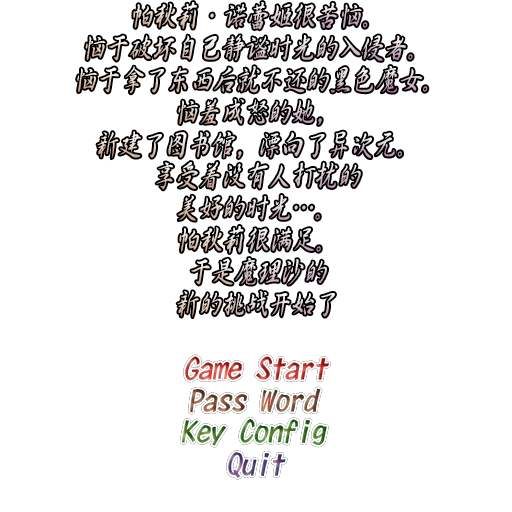 帕秋莉·诺蕾姬很苦恼。
恼于破坏自己静谧时光的入侵者。
恼于拿了东西后就不还的黑色魔女。
恼羞成怒的她，
新建了图书馆，漂向了异次元。
享受着没有人打扰的
美好的时光…。
帕秋莉很满足。
于是魔理沙的
新的挑战开始了
Game Start
Pass Word
Key Config
Quit